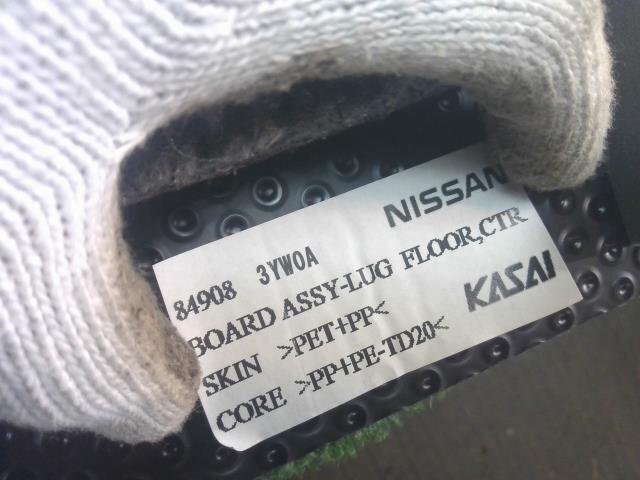 NISSAN
84908 3YW0A
BOARD ASSY-LUG FLOOR,CTR
SKIN >PET+PP<
KASAI
CORE >PP+PE-TD20<